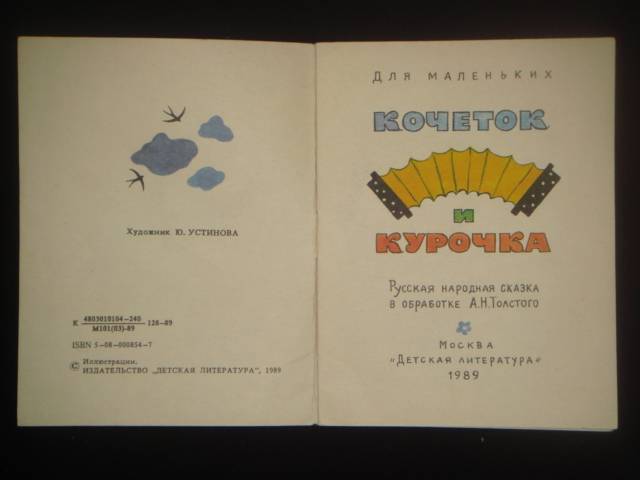 Художник Ю. УСТИНОВА
К 4803010104-240
М101(03)-89 128-89
ISBN 5-08-000854-7
© Иллюстрации.
ИЗДАТЕЛЬСТВО „ДЕТСКАЯ ЛИТЕРАТУРА", 1989
ДЛЯ МАЛЕНЬКИХ
КОЧЕТОК
И
КУРОЧКА
РУССКАЯ НАРОДНАЯ СКАЗКА
В ОБРАБОТКЕ А.Н.ТОЛСТОГО
МОСКВА
„ДЕТСКАЯ ЛИТЕРАТУРА"
1989